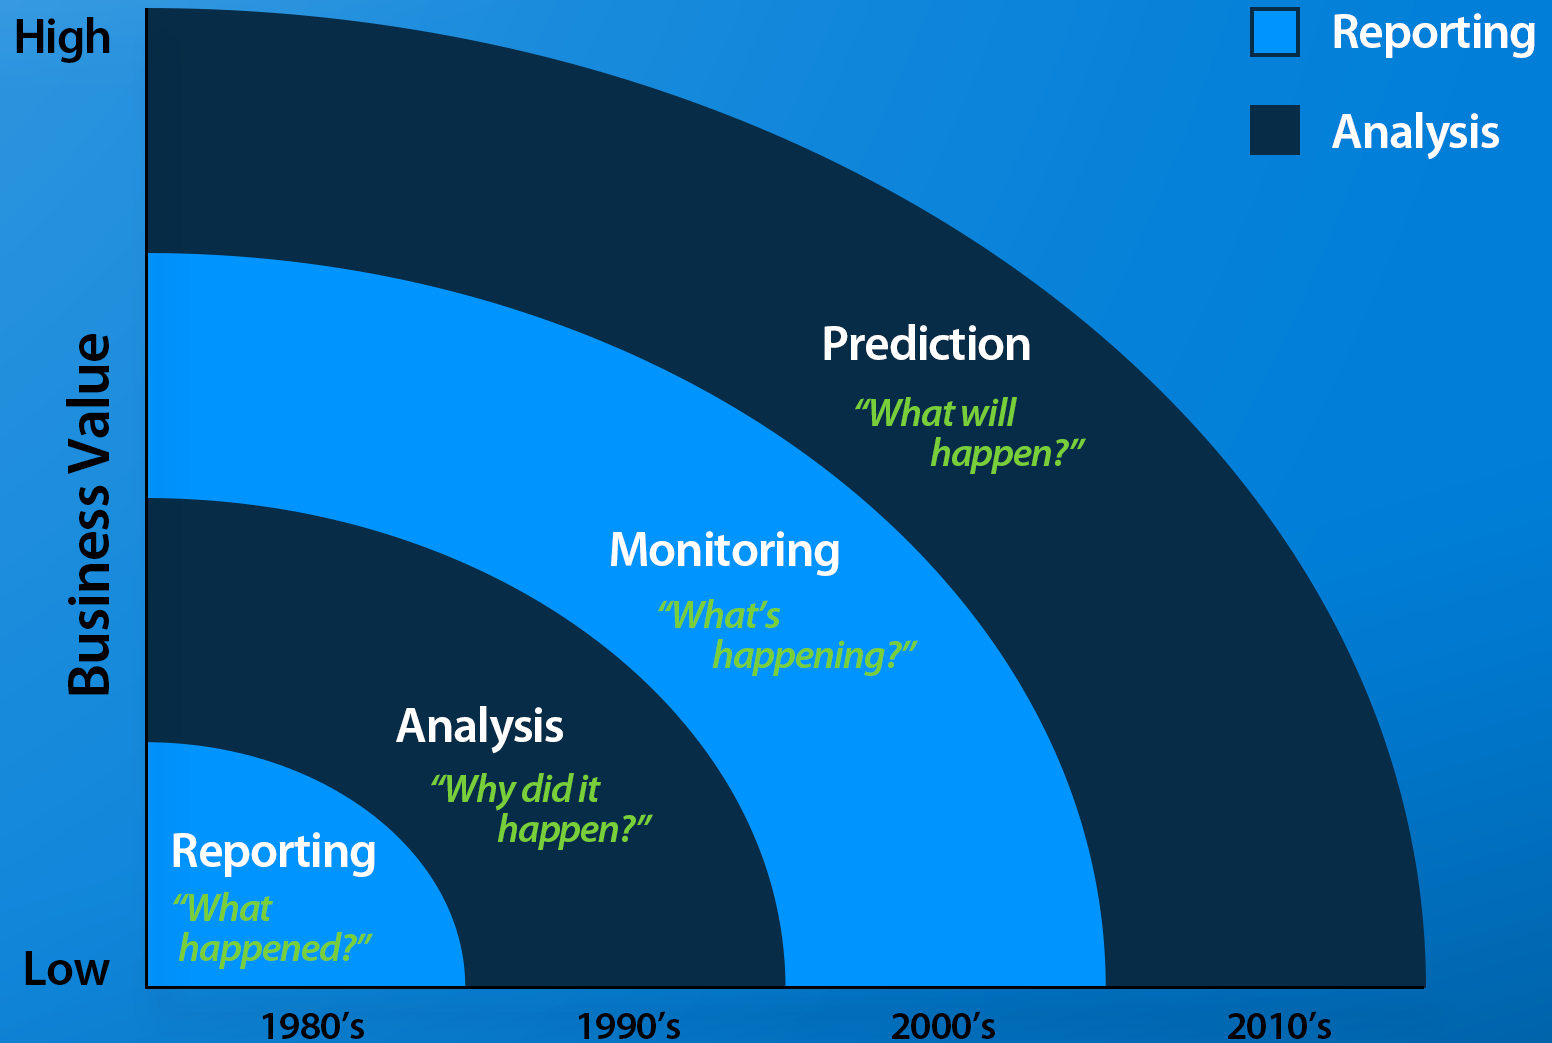 High
Reporting
Analysis
Business Value
Prediction
“What will
happen?”
Monitoring
“What’s
happening?”
Analysis
“Why did it
happen?”
Reporting
“What
happened?”
Low
1980’s 1990’s 2000’s 2010’s